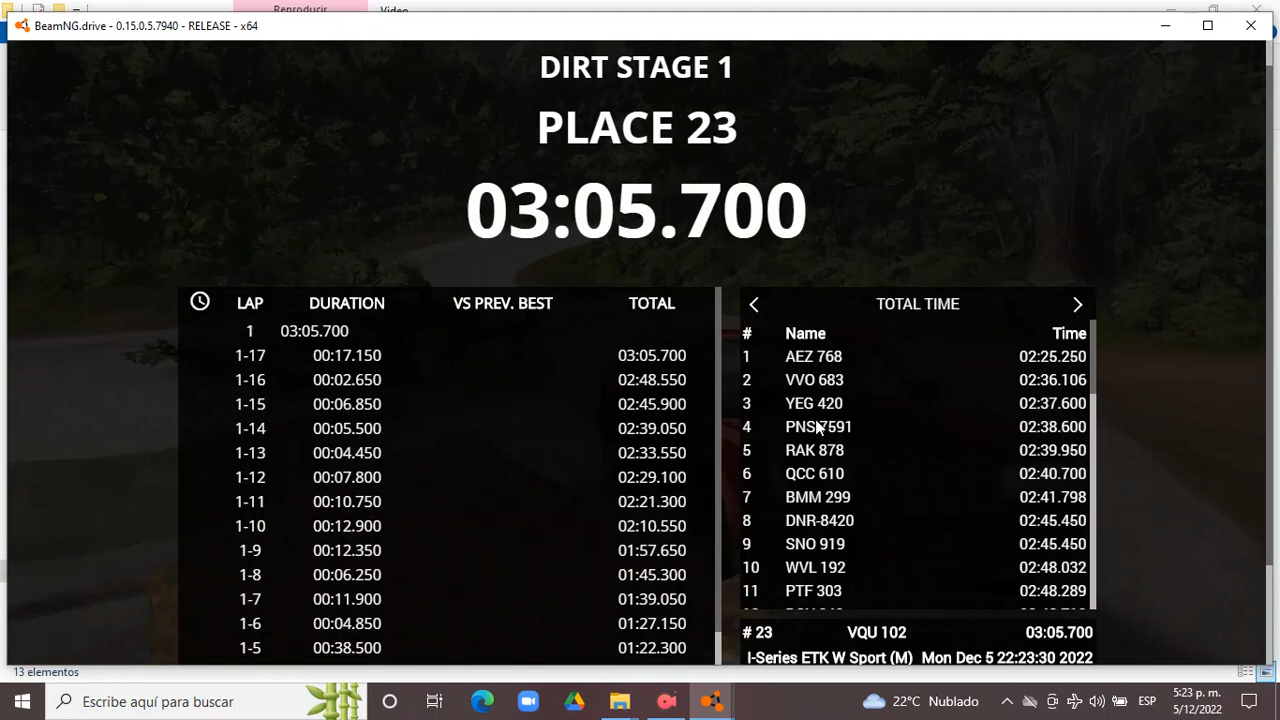 Reproducir Video
BeamNG.drive - 0.15.0.5.7940 - RELEASE - x64
DIRT STAGE 1
PLACE 23
03:05.700
LAP DURATION VS PREV. BEST TOTAL
1 03:05.700
1-17 00:17.150 03:05.700
1-16 00:02.650 02:48.550
1-15 00:06.850 02:45.900
1-14 00:05.500 02:39.050
1-13 00:04.450 02:33.550
1-12 00:07.800 02:29.100
1-11 00:10.750 02:21.300
1-10 00:12.900 02:10.550
1-9 00:12.350 01:57.650
1-8 00:06.250 01:45.300
1-7 00:11.900 01:39.050
1-6 00:04.850 01:27.150
1-5 00:38.500 01:22.300
TOTAL TIME
# Name Time
1 AEZ 768 02:25.250
2 VVO 683 02:36.106
3 YEG 420 02:37.600
4 PNS-7591 02:38.600
5 RAK 878 02:39.950
6 QCC 610 02:40.700
7 BMM 299 02:41.798
8 DNR-8420 02:45.450
9 SNO 919 02:45.450
10 WVL 192 02:48.032
11 PTF 303 02:48.289
# 23 VQU 102 03:05.700
I-Series ETK W Sport (M) Mon Dec 5 22:23:30 2022
13 elementos
Escribe aquí para buscar
22°C Nublado
ESP
5:23 p. m.
5/12/2022